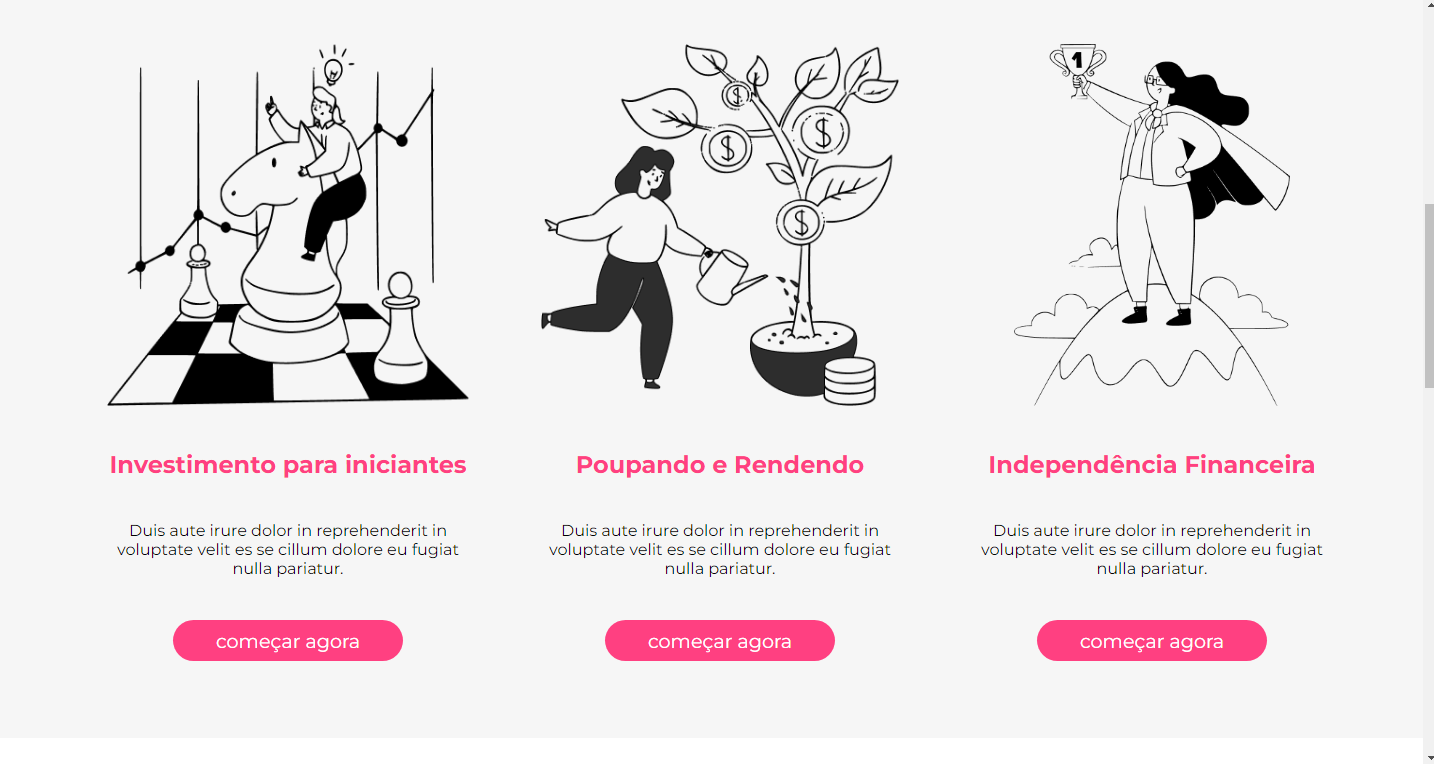 1
$
$
$
$
Investimento para iniciantes
Poupando e Rendendo
Independência Financeira
Duis aute irure dolor in reprehenderit in
voluptate velit es se cillum dolore eu fugiat
nulla pariatur.
Duis aute irure dolor in reprehenderit in
voluptate velit es se cillum dolore eu fugiat
nulla pariatur.
Duis aute irure dolor in reprehenderit in
voluptate velit es se cillum dolore eu fugiat
nulla pariatur.
começar agora
começar agora
começar agora